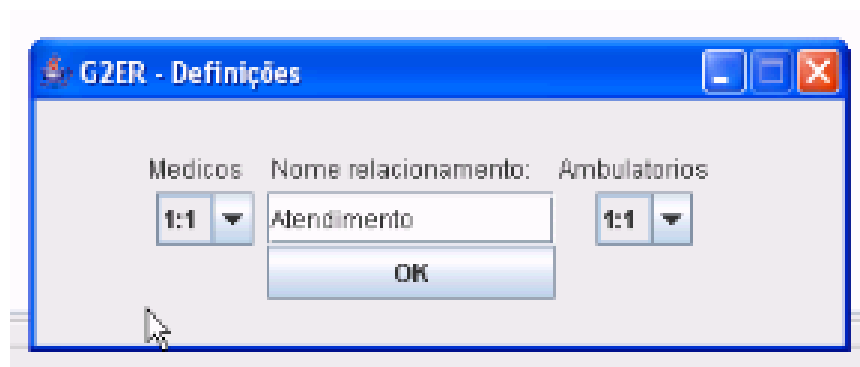 G2ER - Definições
Medicos Nome relacionamento: Ambulatorios
1:1 Atendimento 1:1
OK